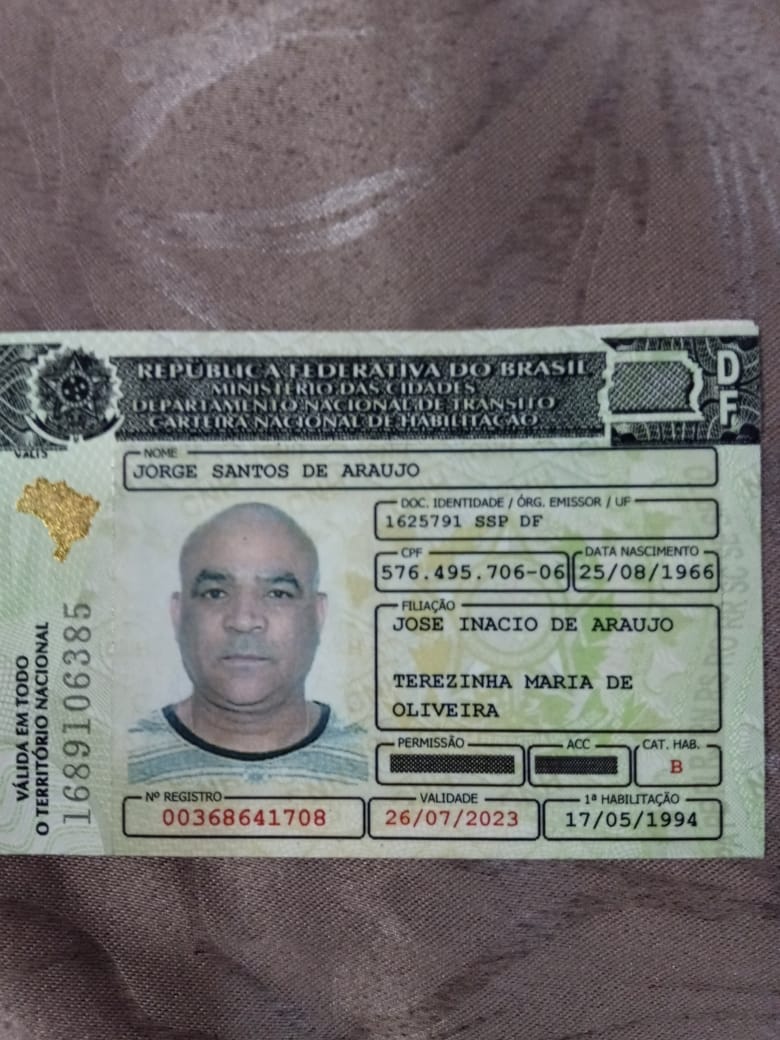 REPÚBLICA FEDERATIVA DO BRASIL
MINISTÉRIO DAS CIDADES
DEPARTAMENTO NACIONAL DE TRÂNSITO
CARTEIRA NACIONAL DE HABILITAÇÃO
DF
NOME
JORGE SANTOS DE ARAUJO
DOC. IDENTIDADE / ÓRG. EMISSOR / UF
1625791 SSP DF
CPF
576.495.706-06
DATA NASCIMENTO
25/08/1966
FILIAÇÃO
JOSE INACIO DE ARAUJO
TEREZINHA MARIA DE
OLIVEIRA
PERMISSÃO
ACC
CAT. HAB.
B
Nº REGISTRO
00368641708
VALIDADE
26/07/2023
1ª HABILITAÇÃO
17/05/1994
VÁLIDA EM TODO
O TERRITÓRIO NACIONAL
1689106385